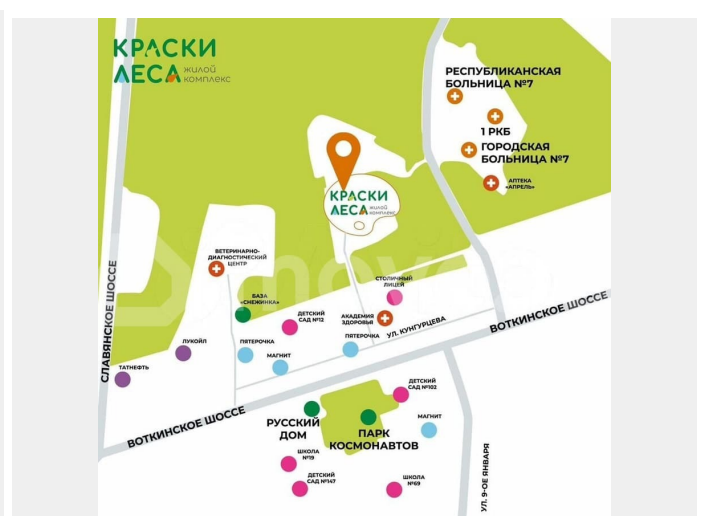 КРАСКИ
ЛЕСА ЖИЛОЙ
КОМПЛЕКС
РЕСПУБЛИКАНСКАЯ
БОЛЬНИЦА №7
1 РКБ
ГОРОДСКАЯ
БОЛЬНИЦА №7
АПТЕКА
«АПРЕЛЬ»
КРАСКИ
ЛЕСА ЖИЛОЙ
КОМПЛЕКС
ВЕТЕРИНАРНО-
ДИАГНОСТИЧЕСКИЙ
ЦЕНТР
СТОЛИЧНЫЙ
ЛИЦЕЙ
БАЗА
«СНЕЖИНКА»
ДЕТСКИЙ
САД №12
АКАДЕМИЯ
ЗДОРОВЬЯ
УЛ. КУНГУРЦЕВА
ВОТКИНСКОЕ ШОССЕ
СЛАВЯНСКОЕ ШОССЕ
ЛУКОЙЛ
ПЯТЕРОЧКА
ПЯТЕРОЧКА
МАГНИТ
ТАТНЕФТЬ
ВОТКИНСКОЕ ШОССЕ
ДЕТСКИЙ
САД №102
РУССКИЙ
ДОМ
ПАРК
КОСМОНАВТОВ
МАГНИТ
ШКОЛА
№19
ДЕТСКИЙ
САД №147
ШКОЛА
№69
УЛ. 9-ОЕ ЯНВАРЯ